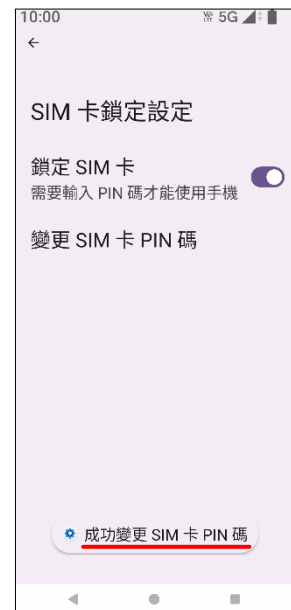 10:00 5G
SIM 卡鎖定設定
鎖定 SIM 卡
需要輸入 PIN 碼才能使用手機
變更 SIM 卡 PIN 碼
成功變更 SIM 卡 PIN 碼